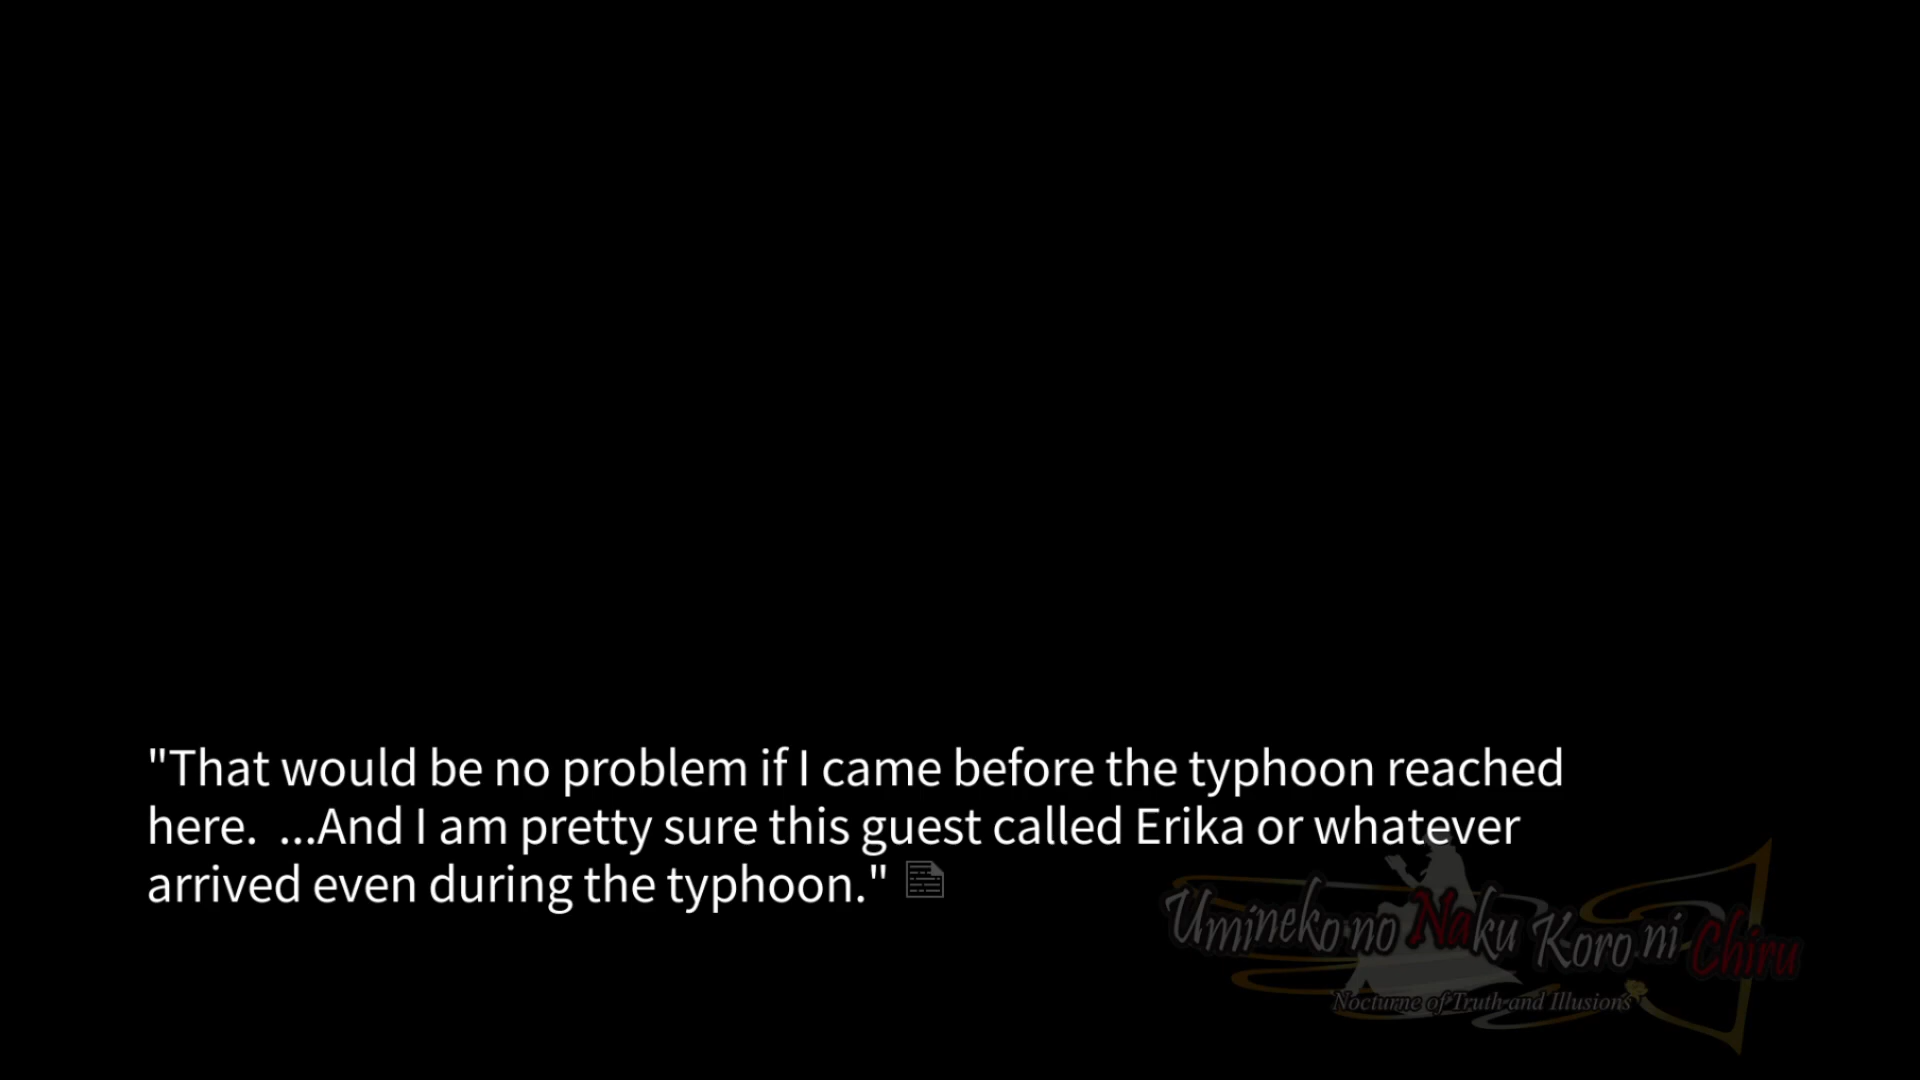 "That would be no problem if I came before the typhoon reached
here.  ...And I am pretty sure this guest called Erika or whatever
arrived even during the typhoon."
Umineko no Naku Koro ni Chiru
Nocturne of Truth and Illusions